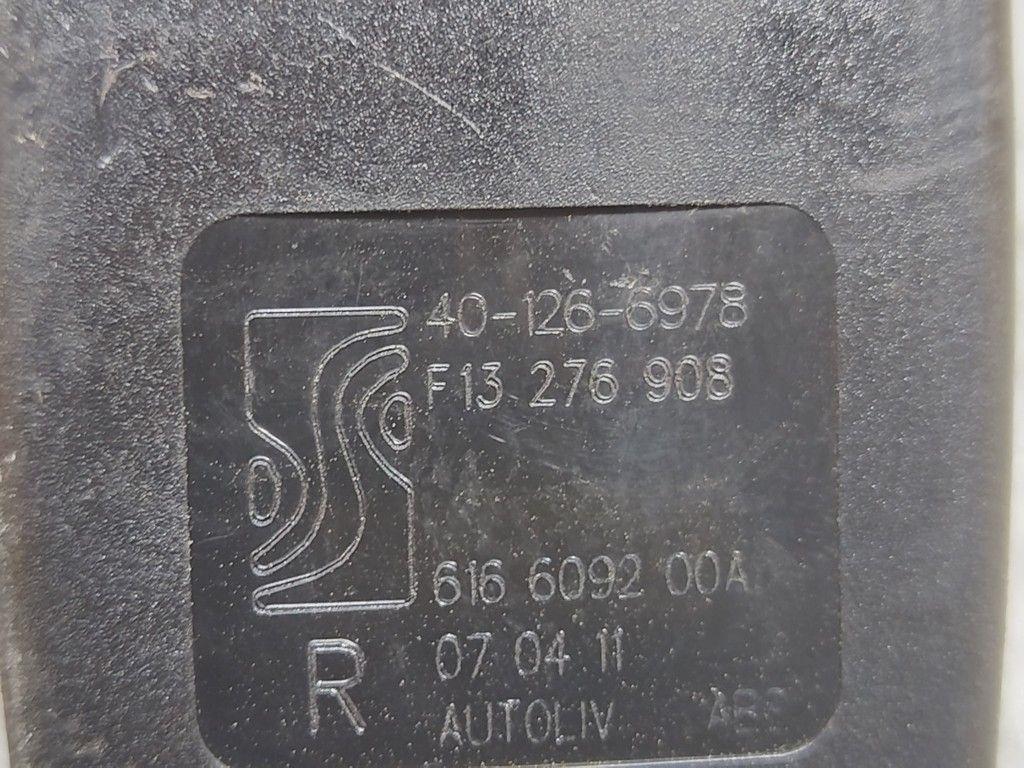 40-126-6978
F13 276 908
616 6092 00A
R
07 04 11
AUTOLIV